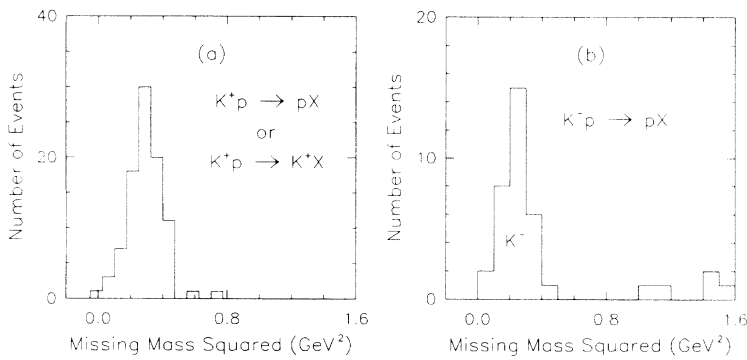 40
20
0
Number of Events
(a)
K⁺p → pX
or
K⁺p → K⁺X
0.0 0.8 1.6
Missing Mass Squared (GeV²)
20
10
0
Number of Events
(b)
K⁻p → pX
K⁻
0.0 0.8 1.6
Missing Mass Squared (GeV²)